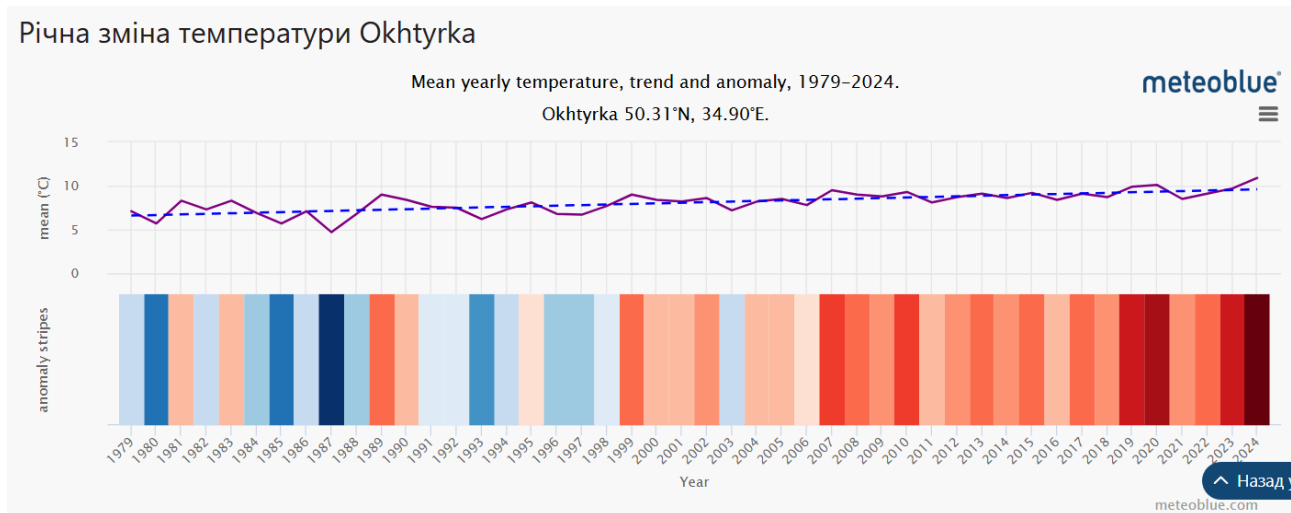 Річна зміна температури Okhtyrka
Mean yearly temperature, trend and anomaly, 1979–2024.
meteoblue®
Okhtyrka 50.31°N, 34.90°E.
15
10
5
0
mean (°C)
anomaly stripes
1979 1980 1981 1982 1983 1984 1985 1986 1987 1988 1989 1990 1991 1992 1993 1994 1995 1996 1997 1998 1999 2000 2001 2002 2003 2004 2005 2006 2007 2008 2009 2010 2011 2012 2013 2014 2015 2016 2017 2018 2019 2020 2021 2022 2023 2024
Year
Назад у
meteoblue.com